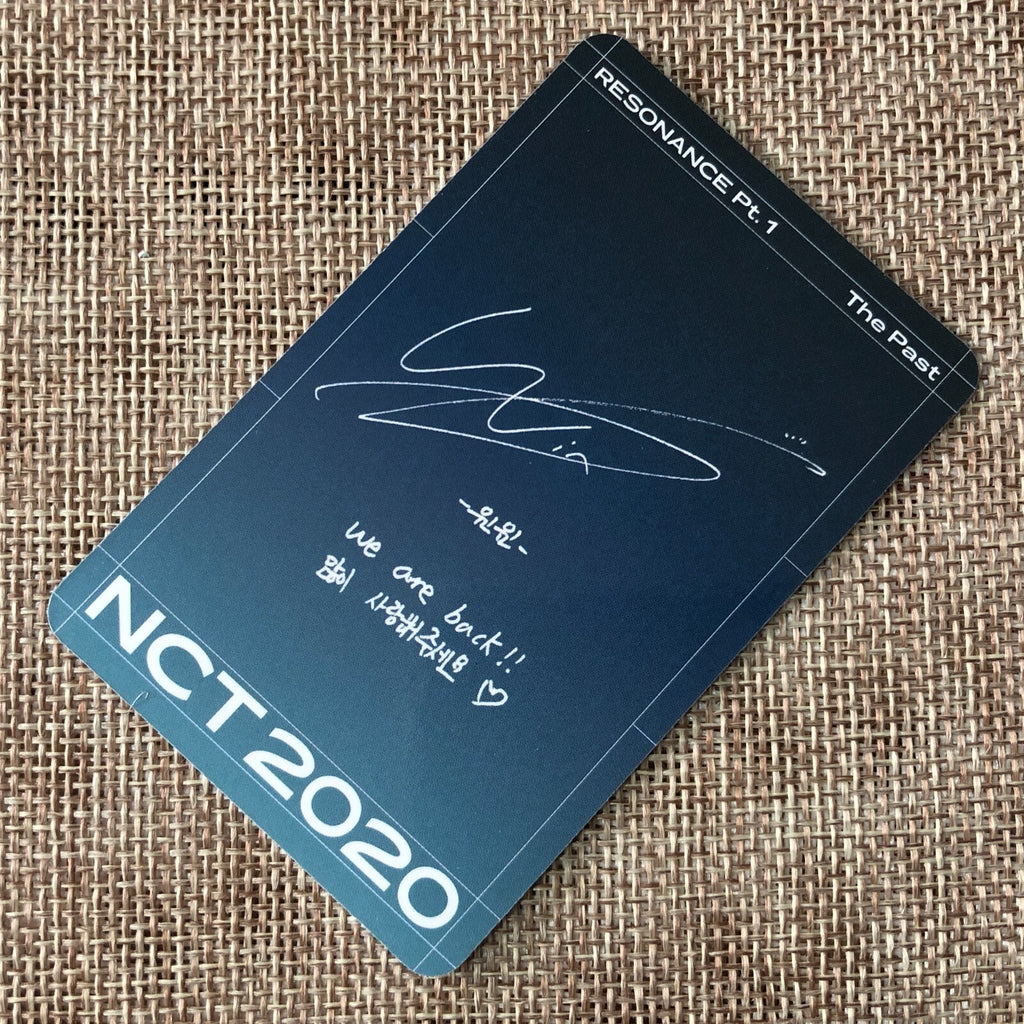 RESONANCE Pt. 1
The Past
Win
-윈윈-
We are back!!
많이 사랑해주세요 ♡
NCT 2020